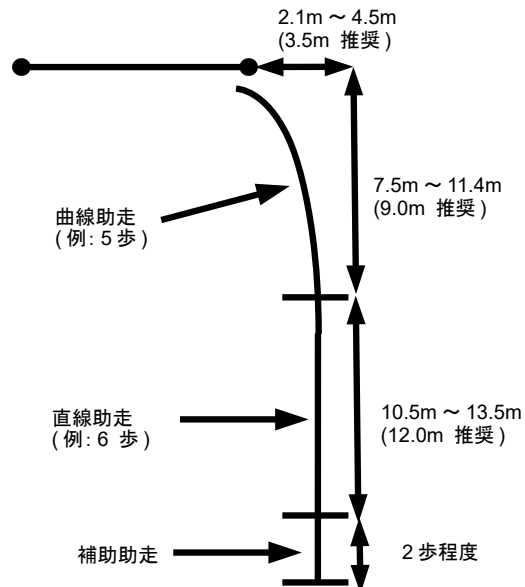 2.1m ～ 4.5m
(3.5m 推奨 )
7.5m ～ 11.4m
(9.0m 推奨 )
曲線助走
( 例: 5 歩 )
10.5m ～ 13.5m
(12.0m 推奨 )
直線助走
( 例: 6 歩 )
補助助走
2 歩程度